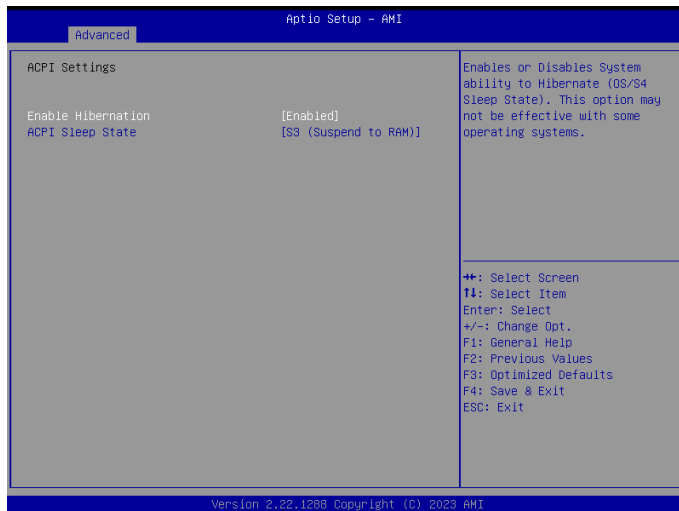 Aptio Setup – AMI
Advanced
ACPI Settings
Enable Hibernation [Enabled]
ACPI Sleep State [S3 (Suspend to RAM)]
Enables or Disables System
ability to Hibernate (OS/S4
Sleep State). This option may
not be effective with some
operating systems.
→←: Select Screen
↑↓: Select Item
Enter: Select
+/-: Change Opt.
F1: General Help
F2: Previous Values
F3: Optimized Defaults
F4: Save & Exit
ESC: Exit
Version 2.22.1288 Copyright (C) 2023 AMI